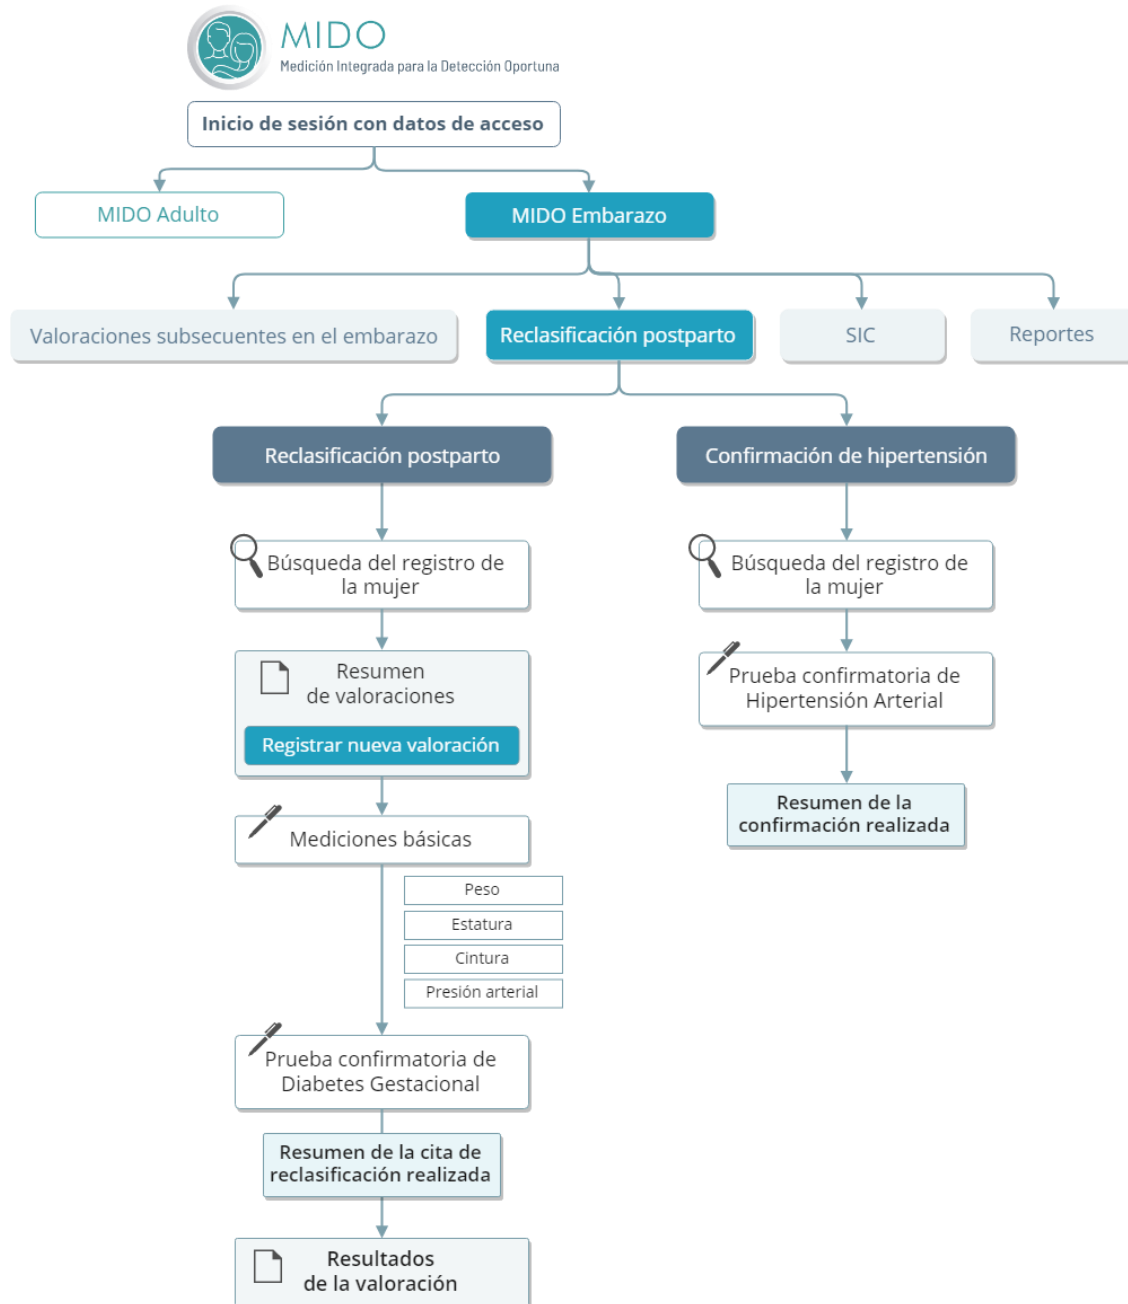 MIDO
Medición Integrada para la Detección Oportuna
Inicio de sesión con datos de acceso
MIDO Adulto
MIDO Embarazo
Valoraciones subsecuentes en el embarazo
Reclasificación postparto
SIC
Reportes
Reclasificación postparto
Confirmación de hipertensión
Búsqueda del registro de
la mujer
Búsqueda del registro de
la mujer
Resumen
de valoraciones
Registrar nueva valoración
Prueba confirmatoria de
Hipertensión Arterial
Resumen de la
confirmación realizada
Mediciones básicas
Peso
Estatura
Cintura
Presión arterial
Prueba confirmatoria de
Diabetes Gestacional
Resumen de la cita de
reclasificación realizada
Resultados
de la valoración